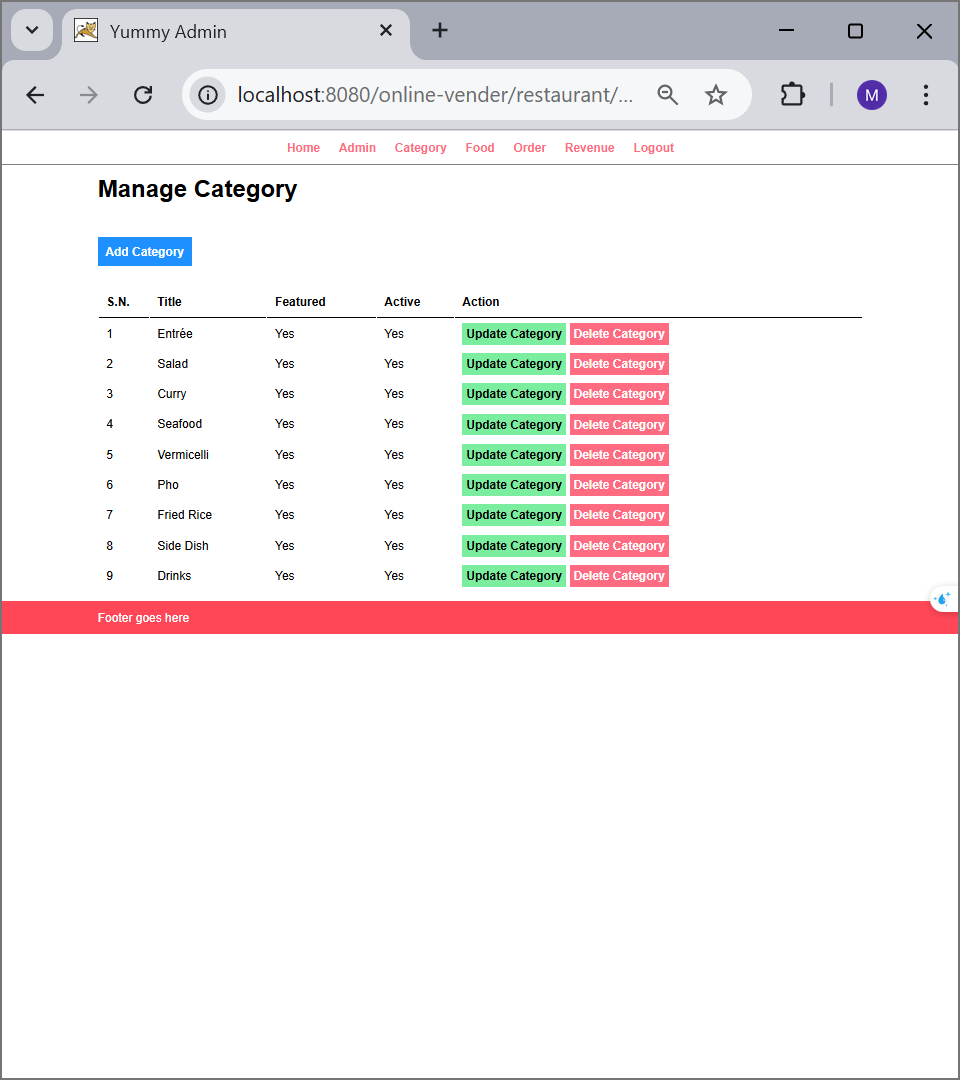 Yummy Admin
localhost:8080/online-vender/restaurant/...
M
Home Admin Category Food Order Revenue Logout
Manage Category
Add Category
S.N. Title Featured Active Action
1 Entrée Yes Yes Update Category Delete Category
2 Salad Yes Yes Update Category Delete Category
3 Curry Yes Yes Update Category Delete Category
4 Seafood Yes Yes Update Category Delete Category
5 Vermicelli Yes Yes Update Category Delete Category
6 Pho Yes Yes Update Category Delete Category
7 Fried Rice Yes Yes Update Category Delete Category
8 Side Dish Yes Yes Update Category Delete Category
9 Drinks Yes Yes Update Category Delete Category
Footer goes here